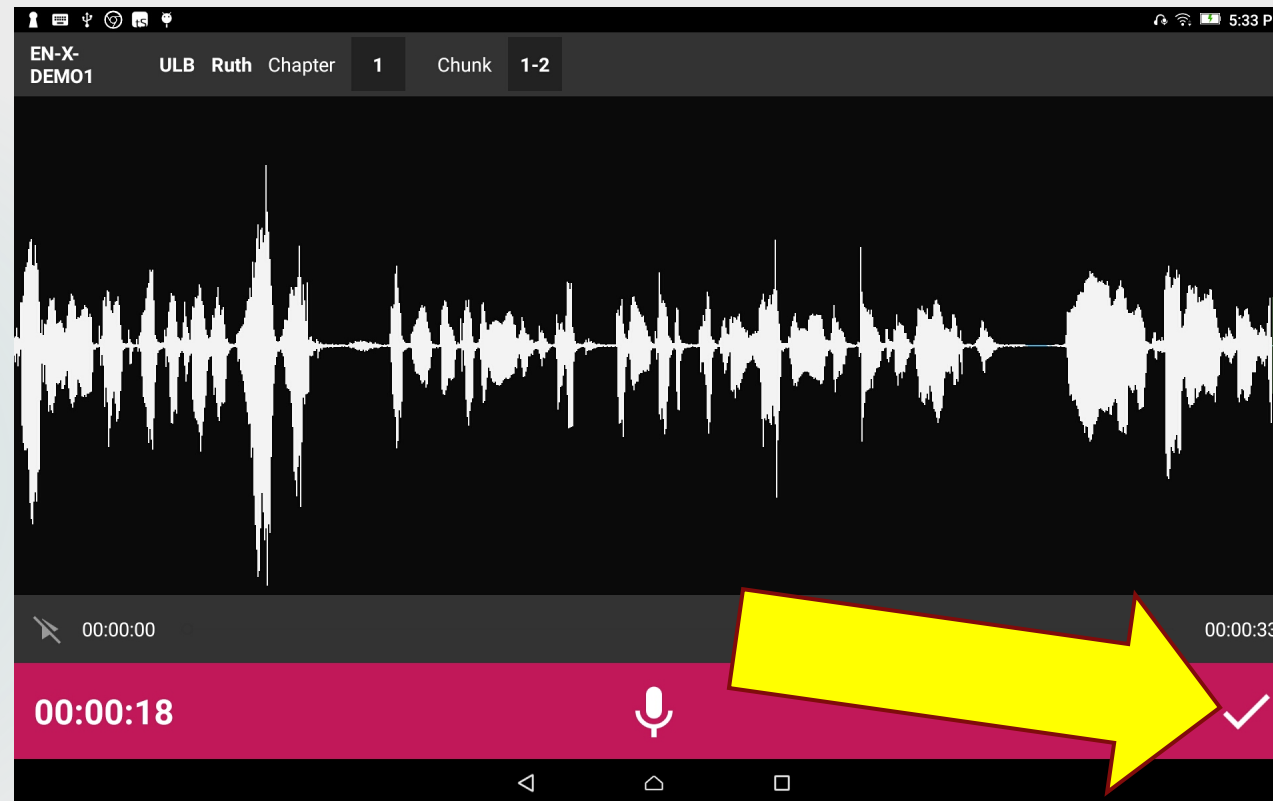 5:33 P
EN-X-
DEMO1
ULB Ruth Chapter 1 Chunk 1-2
00:00:00 00:00:33
00:00:18